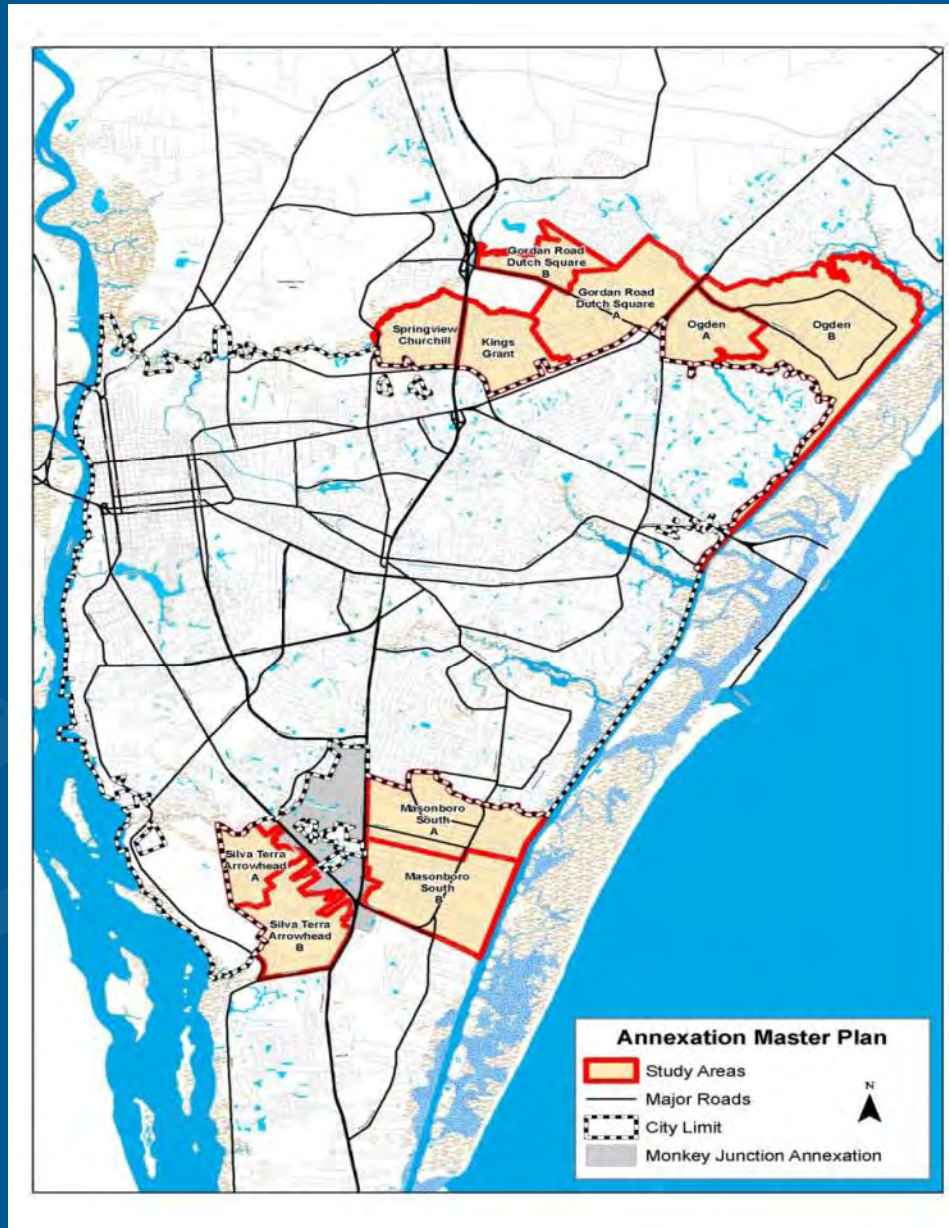 Gordan Road
Dutch Square
B
Gordan Road
Dutch Square
A
Springview
Churchill
Kings
Grant
Ogden
A
Ogden
B
Masonboro
South
A
Masonboro
South
B
Silva Terra
Arrowhead
A
Silva Terra
Arrowhead
B
Annexation Master Plan
Study Areas
Major Roads
City Limit
Monkey Junction Annexation
N